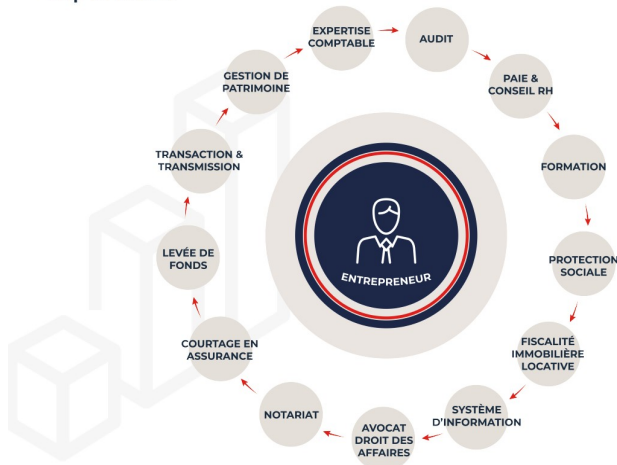 EXPERTISE
COMPTABLE
AUDIT
PAIE &
CONSEIL RH
FORMATION
PROTECTION
SOCIALE
FISCALITÉ
IMMOBILIÈRE
LOCATIVE
SYSTÈME
D'INFORMATION
AVOCAT
DROIT DES
AFFAIRES
NOTARIAT
COURTAGE EN
ASSURANCE
LEVÉE DE
FONDS
TRANSACTION &
TRANSMISSION
GESTION DE
PATRIMOINE
ENTREPRENEUR